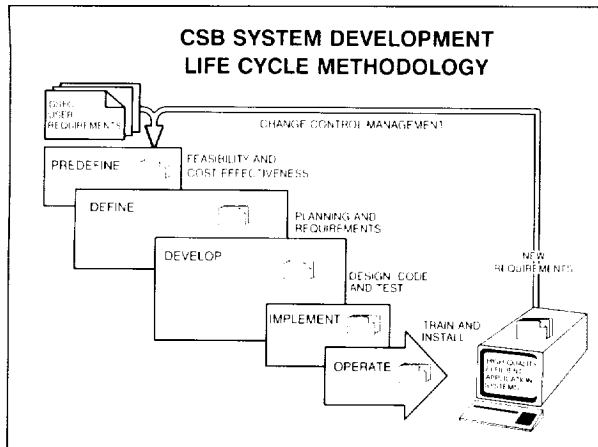 CSB SYSTEM DEVELOPMENT
LIFE CYCLE METHODOLOGY
GSFC
USER
REQUIREMENTS
CHANGE CONTROL MANAGEMENT
PREDEFINE
FEASIBILITY AND
COST EFFECTIVENESS
DEFINE
PLANNING AND
REQUIREMENTS
DEVELOP
NEW
REQUIREMENTS
DESIGN, CODE
AND TEST
IMPLEMENT
TRAIN AND
INSTALL
OPERATE
HIGH QUALITY
EFFICIENT
APPLICATION
SYSTEMS